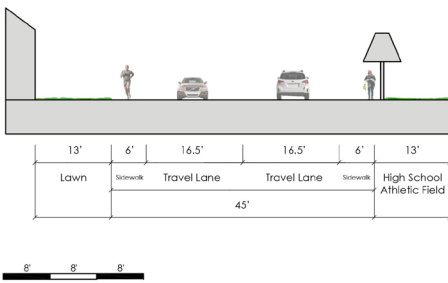 13' 6' 16.5' 16.5' 6' 13'
Lawn Sidewalk Travel Lane Travel Lane Sidewalk High School
Athletic Field
45'
8' 8' 8'